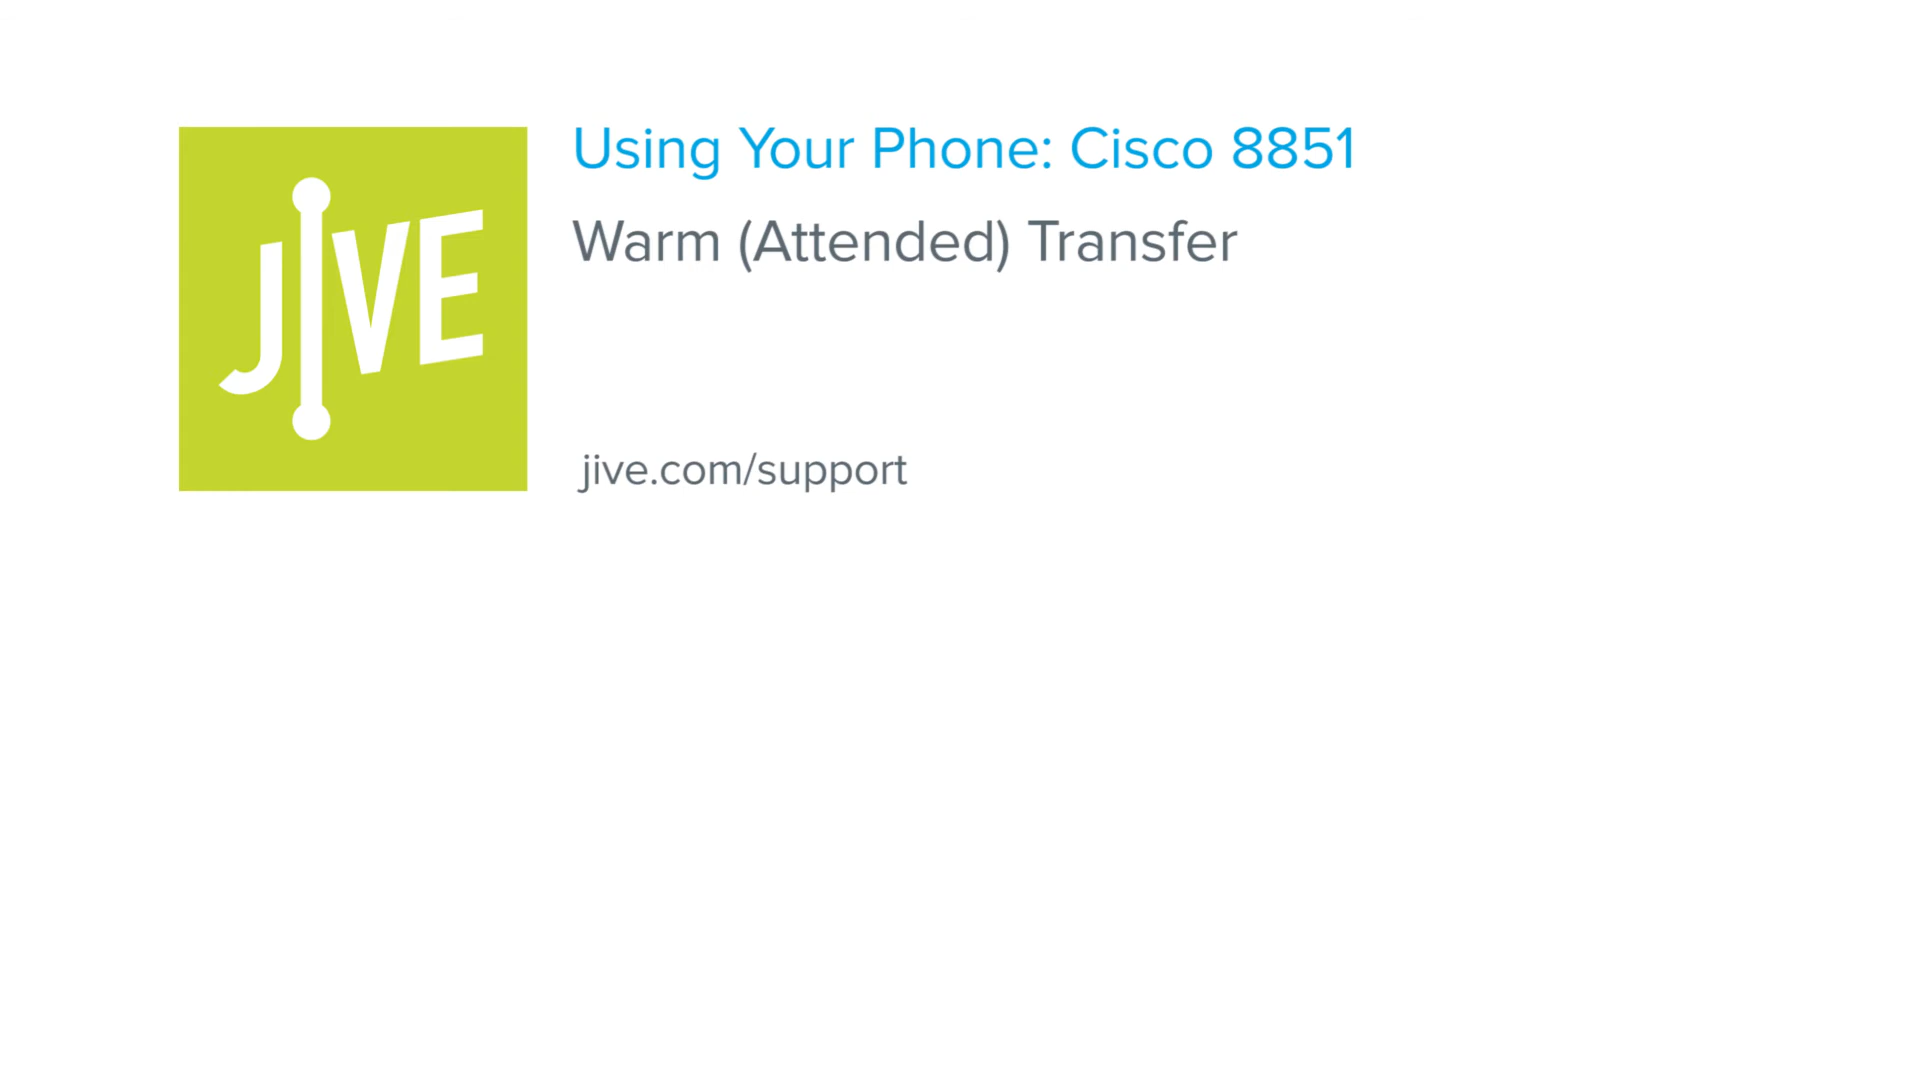 JIVE
Using Your Phone: Cisco 8851
Warm (Attended) Transfer
jive.com/support